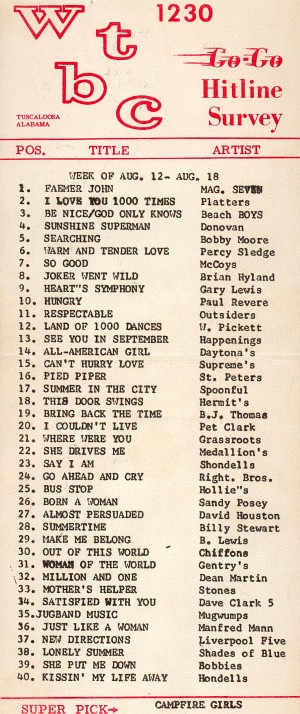 Wtbc 1230
TUSCALOOSA
ALABAMA
Go-Go
Hitline
Survey
POS. TITLE ARTIST
WEEK OF AUG. 12- AUG. 18
1. FAEMER JOHN MAG. SEVEN
2. I LOVE YOU 1000 TIMES Platters
3. BE NICE/GOD ONLY KNOWS Beach BOYS
4. SUNSHINE SUPERMAN Donovan
5. SEARCHING Bobby Moore
6. WARM AND TENDER LOVE Percy Sledge
7. SO GOOD McCoys
8. JOKER WENT WILD Brian Hyland
9. HEART"S SYMPHONY Gary Lewis
10. HUNGRY Paul Revere
11. RESPECTABLE Outsiders
12. LAND OF 1000 DANCES W. Pickett
13. SEE YOU IN SEPTEMBER Happenings
14. ALL-AMERICAN GIRL Daytona's
15. CAN'T HURRY LOVE Supreme's
16. PIED PIPER St. Peters
17. SUMMER IN THE CITY Spoonful
18. THIS DOOR SWINGS Hermit's
19. BRING BACK THE TIME B.J. Thomas
20. I COULDN'T LIVE Pet Clark
21. WHERE WERE YOU Grassroots
22. SHE DRIVES ME Medallion's
23. SAY I AM Shondells
24. GO AHEAD AND CRY Right. Bros.
25. BUS STOP Hollie"s
26. BORN A WOMAN Sandy Posey
27. ALMOST PERSUADED David Houston
28. SUMMERTIME Billy Stewart
29. MAKE ME BELONG B. Lewis
30. OUT OF THIS WORLD Chiffons
31. WOMAN OF THE WORLD Gentry's
32. MILLION AND ONE Dean Martin
33. MOTHER'S HELPER Stones
34. SATISFIED WITH YOU Dave Clark 5
35.JUGBAND MUSIC Mugwumps
36. JUST LIKE A WOMAN Manfred Mann
37. NEW DIRECTIONS Liverpool Five
38. LONELY SUMMER Shades of Blue
39. SHE PUT ME DOWN Bobbies
40. KISSIN' MY LIFE AWAY Hondells
SUPER PICK→ CAMPFIRE GIRLS